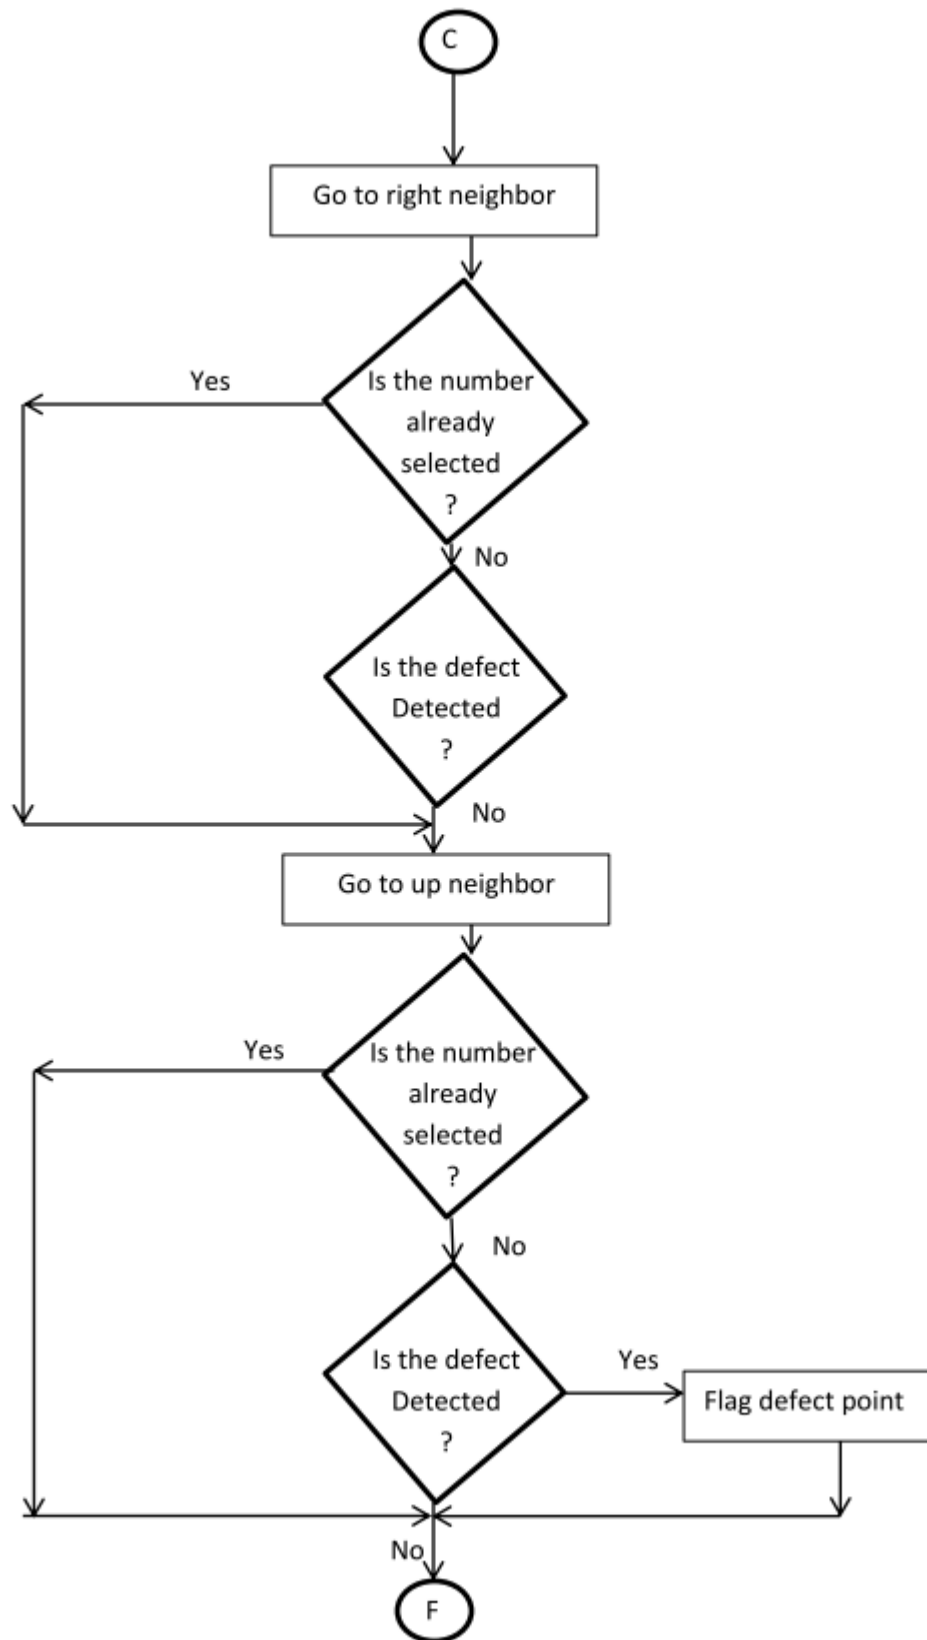 C
Go to right neighbor
Yes
Is the number
already
selected
?
No
Is the defect
Detected
?
No
Go to up neighbor
Yes
Is the number
already
selected
?
No
Is the defect
Detected
?
Yes
Flag defect point
No
F